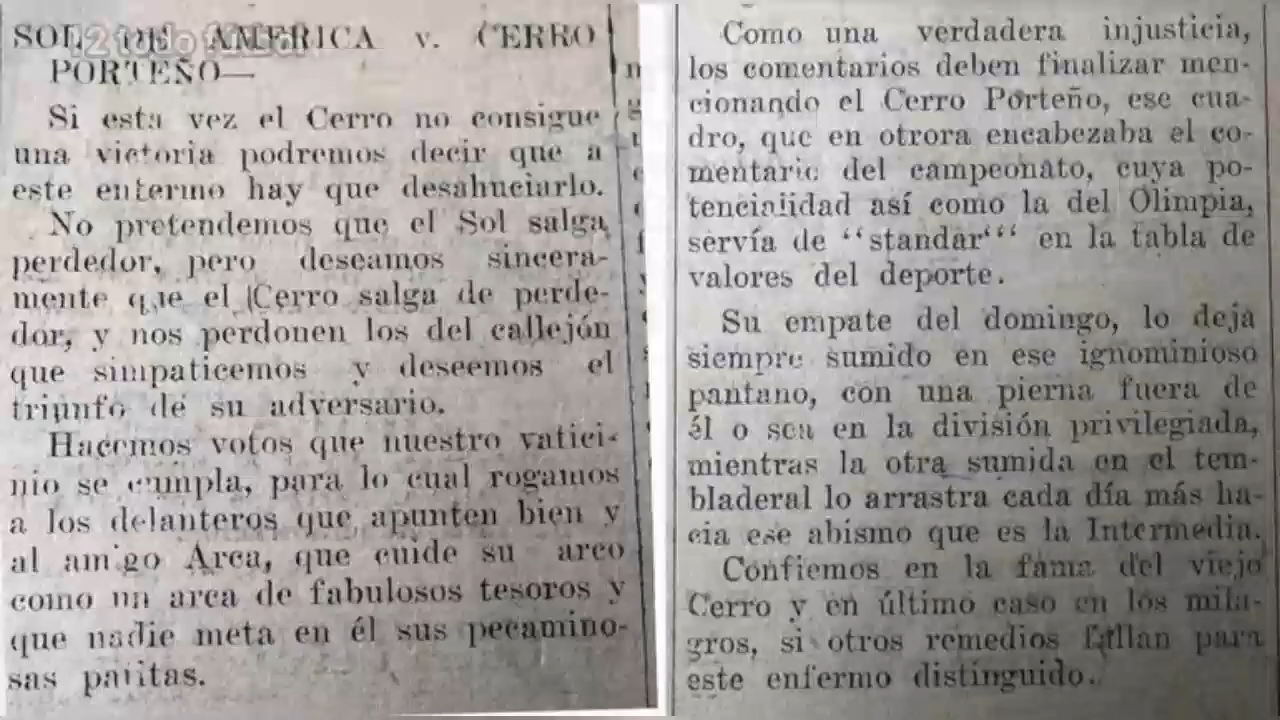 SOL DE AMERICA v. CERRO
PORTEÑO—
Si esta vez el Cerro no consigue
una victoria podremos decir que a
este enfermo hay que desahuciarlo.
No pretendemos que el Sol salga
perdedor, pero deseamos sincera-
mente que el Cerro salga de perde-
dor, y nos perdonen los del callejón
que simpaticemos y deseemos el
triunfo de su adversario.
Hacemos votos que nuestro vatici-
nio se cumpla, para lo cual rogamos
a los delanteros que apunten bien y
al amigo Arca, que cuide su arco
como un arca de fabulosos tesoros y
que nadie meta en él sus pecamino-
sas patitas.
Como una verdadera injusticia,
los comentarios deben finalizar men-
cionando el Cerro Porteño, ese cua-
dro, que en otrora encabezaba el co-
mentario del campeonato, cuya po-
tencialidad así como la del Olimpia,
servía de “standar‘“ en la tabla de
valores del deporte.
Su empate del domingo, lo deja
siempre sumido en ese ignominioso
pantano, con una pierna fuera de
él o sea en la división privilegiada,
mientras la otra sumida en el tem-
bladeral lo arrastra cada día más ha-
cia ese abismo que es la Intermedia.
Confiemos en la fama del viejo
Cerro y en último caso en los mila-
gros, si otros remedios fallan para
este enfermo distinguido.